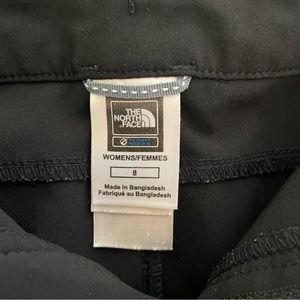 THE
NORTH
FACE
WOMENS/FEMMES
8
Made in Bangladesh
Fabriqué au Bangladesh